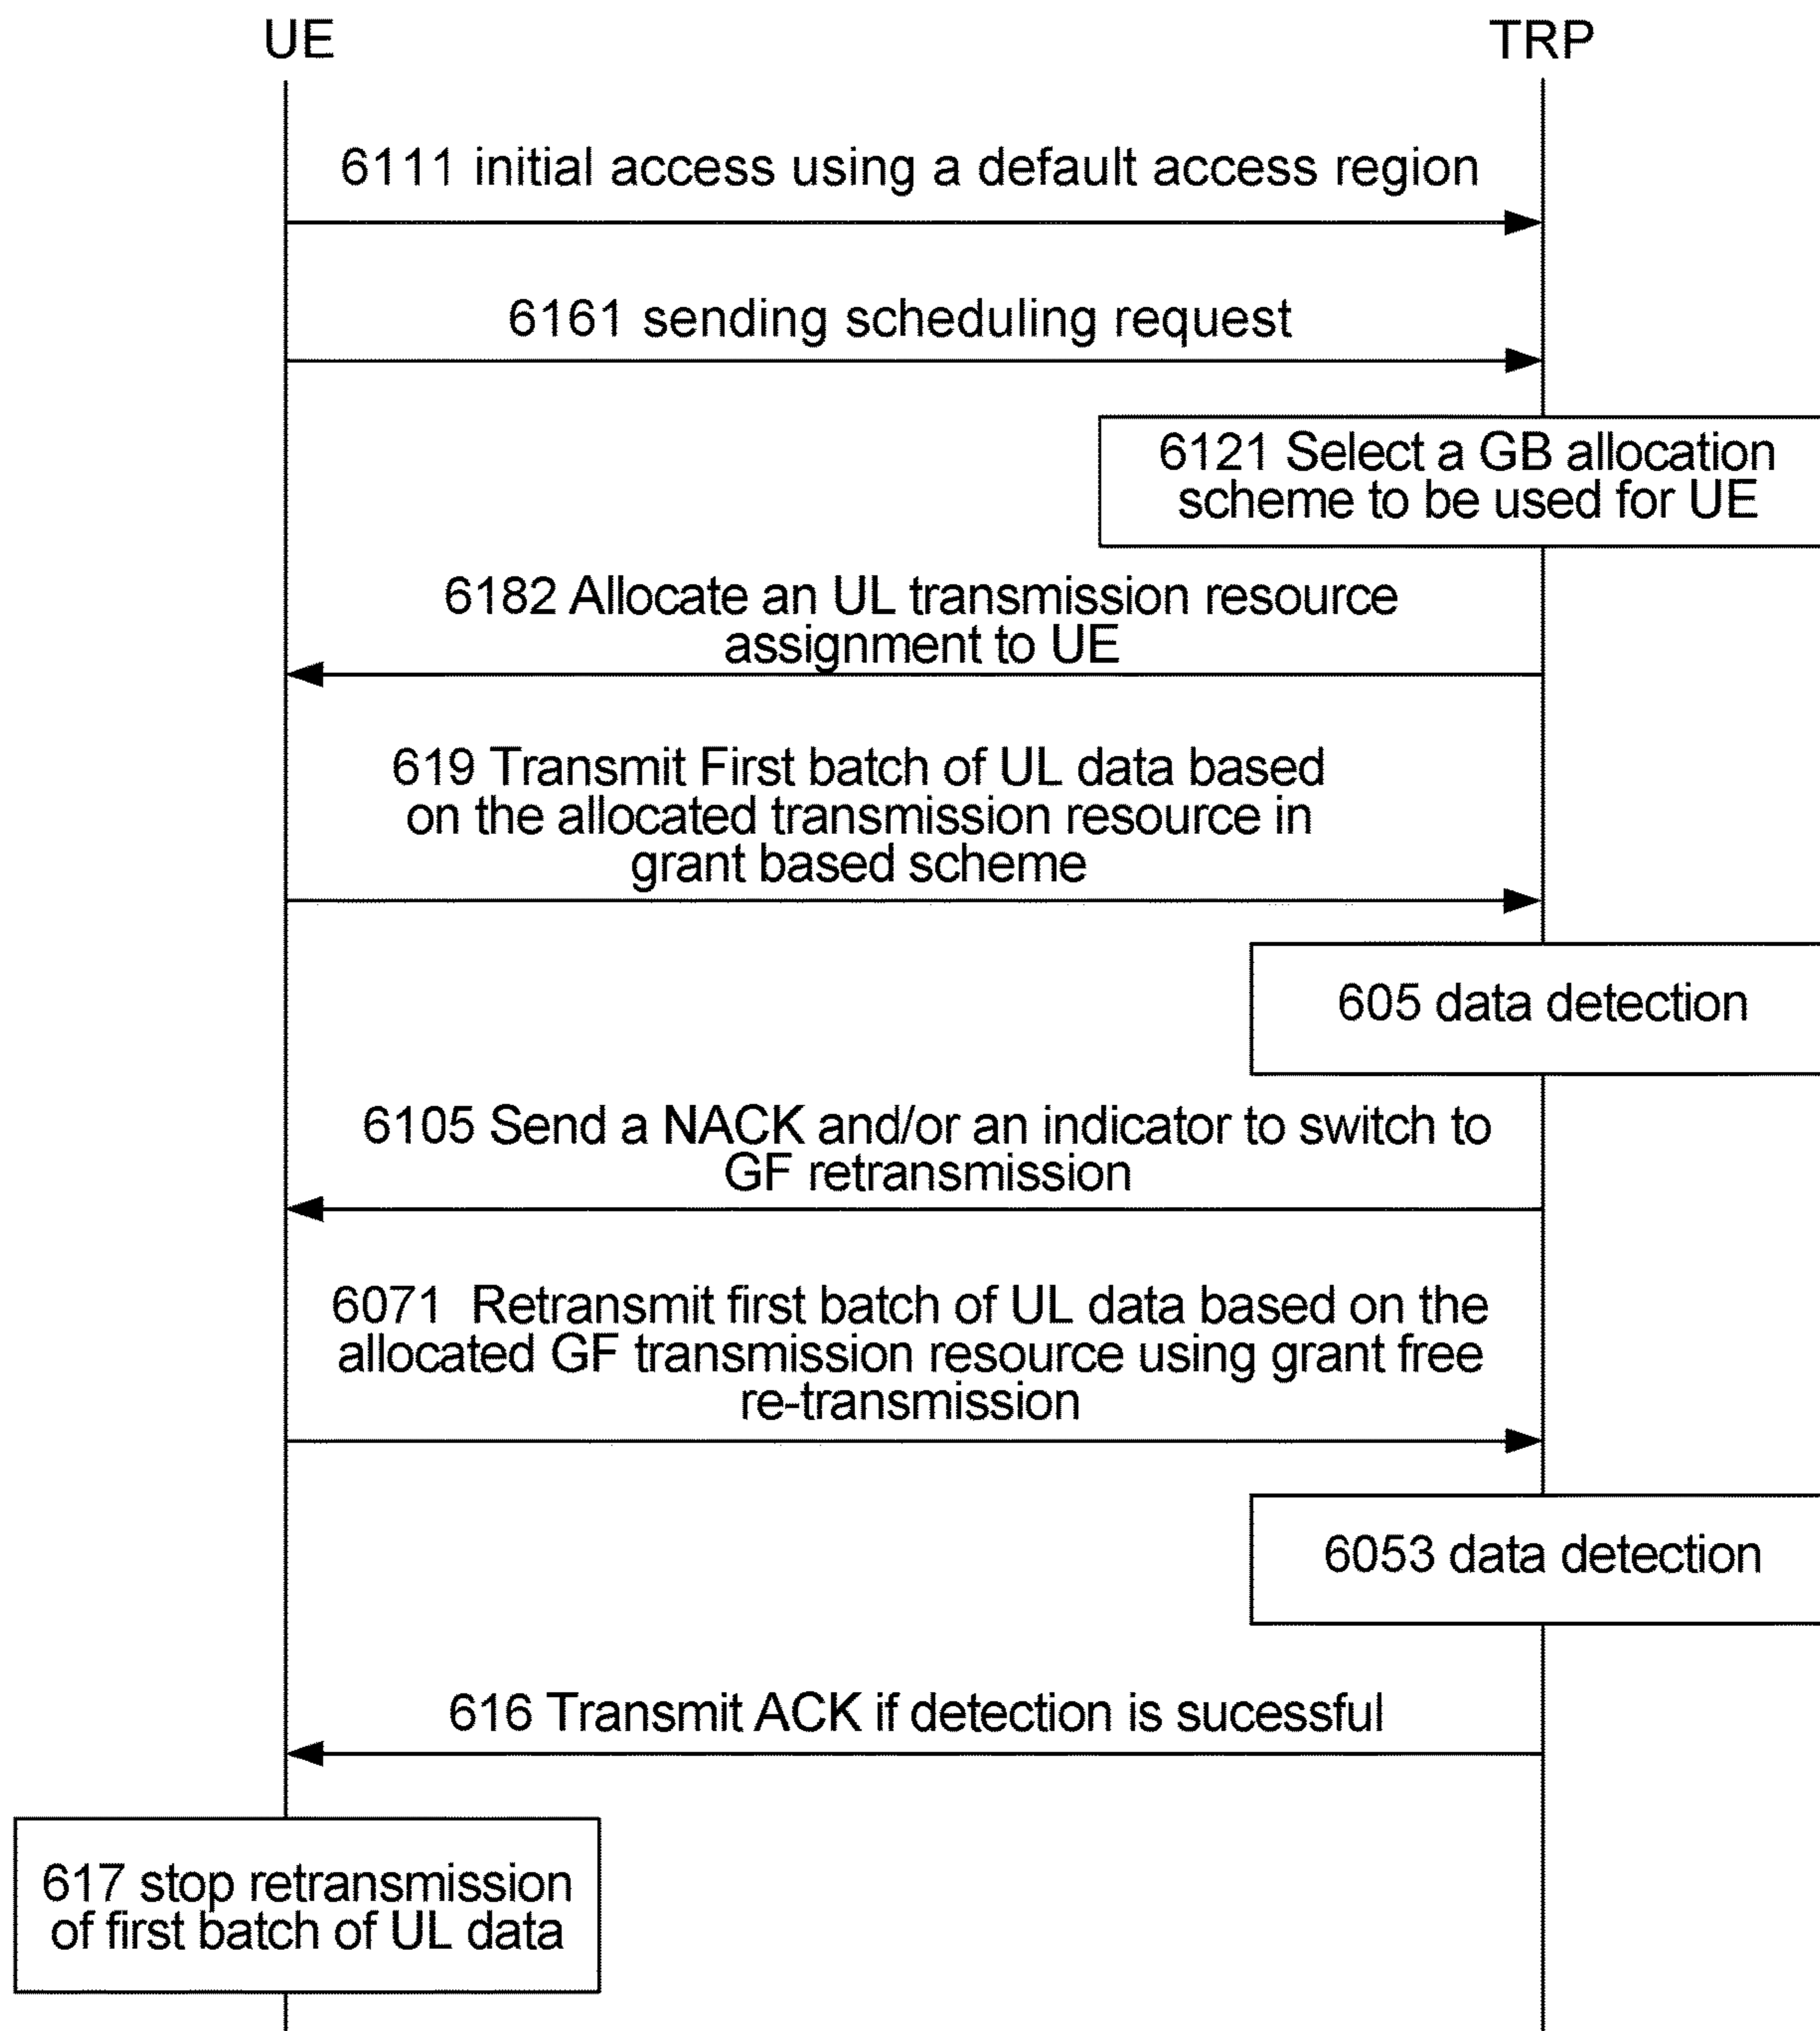 UE
TRP
6111 initial access using a default access region
6161 sending scheduling request
6121 Select a GB allocation
scheme to be used for UE
6182 Allocate an UL transmission resource
assignment to UE
619 Transmit First batch of UL data based
on the allocated transmission resource in
grant based scheme
605 data detection
6105 Send a NACK and/or an indicator to switch to
GF retransmission
6071 Retransmit first batch of UL data based on the
allocated GF transmission resource using grant free
re-transmission
6053 data detection
616 Transmit ACK if detection is sucessful
617 stop retransmission
of first batch of UL data